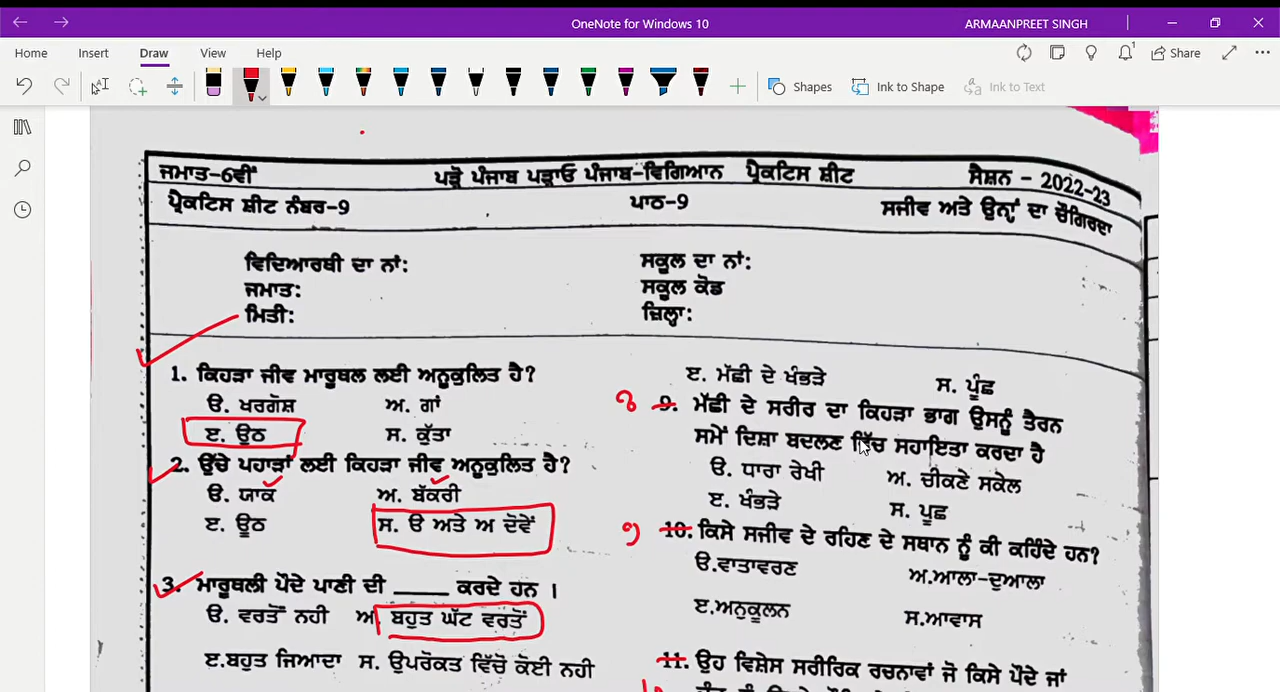 OneNote for Windows 10
ARMAANPREET SINGH
Home Insert Draw View Help
Share
Shapes Ink to Shape Ink to Text
ਜਮਾਤ-6ਵੀਂ ਪੜ੍ਹੋ ਪੰਜਾਬ ਪੜ੍ਹਾਓ ਪੰਜਾਬ-ਵਿਗਿਆਨ ਪ੍ਰੈਕਟਿਸ ਸ਼ੀਟ ਸੈਸ਼ਨ - 2022-23
ਪ੍ਰੈਕਟਿਸ ਸ਼ੀਟ ਨੰਬਰ-9 ਪਾਠ-9 ਸਜੀਵ ਅਤੇ ਉਨ੍ਹਾਂ ਦਾ ਚੌਗਿਰਦਾ
ਵਿਦਿਆਰਥੀ ਦਾ ਨਾਂ: ਸਕੂਲ ਦਾ ਨਾਂ:
ਜਮਾਤ: ਸਕੂਲ ਕੋਡ
ਮਿਤੀ: ਜ਼ਿਲ੍ਹਾ:
1. ਕਿਹੜਾ ਜੀਵ ਮਾਰੂਥਲ ਲਈ ਅਨੂਕੁਲਿਤ ਹੈ?
ੳ. ਖਰਗੋਸ਼ ਅ. ਗਾਂ
ੲ. ਊਠ ਸ. ਕੁੱਤਾ
2. ਉੱਚੇ ਪਹਾੜਾਂ ਲਈ ਕਿਹੜਾ ਜੀਵ ਅਨੂਕੁਲਿਤ ਹੈ?
ੳ. ਯਾਕ ਅ. ਬੱਕਰੀ
ੲ. ਊਠ ਸ. ੳ ਅਤੇ ਅ ਦੋਵੇਂ
3. ਮਾਰੂਥਲੀ ਪੌਦੇ ਪਾਣੀ ਦੀ _____ ਕਰਦੇ ਹਨ ।
ੳ. ਵਰਤੋਂ ਨਹੀ ਅ. ਬਹੁਤ ਘੱਟ ਵਰਤੋਂ
ੲ.ਬਹੁਤ ਜਿਆਦਾ ਸ. ਉਪਰੋਕਤ ਵਿੱਚੋ ਕੋਈ ਨਹੀ
ੲ. ਮੱਛੀ ਦੇ ਖੰਭੜੇ ਸ. ਪੂੰਛ
8 9. ਮੱਛੀ ਦੇ ਸਰੀਰ ਦਾ ਕਿਹੜਾ ਭਾਗ ਉਸਨੂੰ ਤੈਰਨ
ਸਮੇਂ ਦਿਸ਼ਾ ਬਦਲਣ ਵਿੱਚ ਸਹਾਇਤਾ ਕਰਦਾ ਹੈ
ੳ. ਧਾਰਾ ਰੇਖੀ ਅ. ਚੀਕਣੇ ਸਕੇਲ
ੲ. ਖੰਭੜੇ ਸ. ਪੂਛ
9 10. ਕਿਸੇ ਸਜੀਵ ਦੇ ਰਹਿਣ ਦੇ ਸਥਾਨ ਨੂੰ ਕੀ ਕਹਿੰਦੇ ਹਨ?
ੳ.ਵਾਤਾਵਰਣ ਅ.ਆਲਾ-ਦੁਆਲਾ
ੲ.ਅਨੁਕੂਲਨ ਸ.ਆਵਾਸ
11. ਉਹ ਵਿਸ਼ੇਸ ਸਰੀਰਿਕ ਰਚਨਾਵਾਂ ਜੋ ਕਿਸੇ ਪੌਦੇ ਜਾਂ